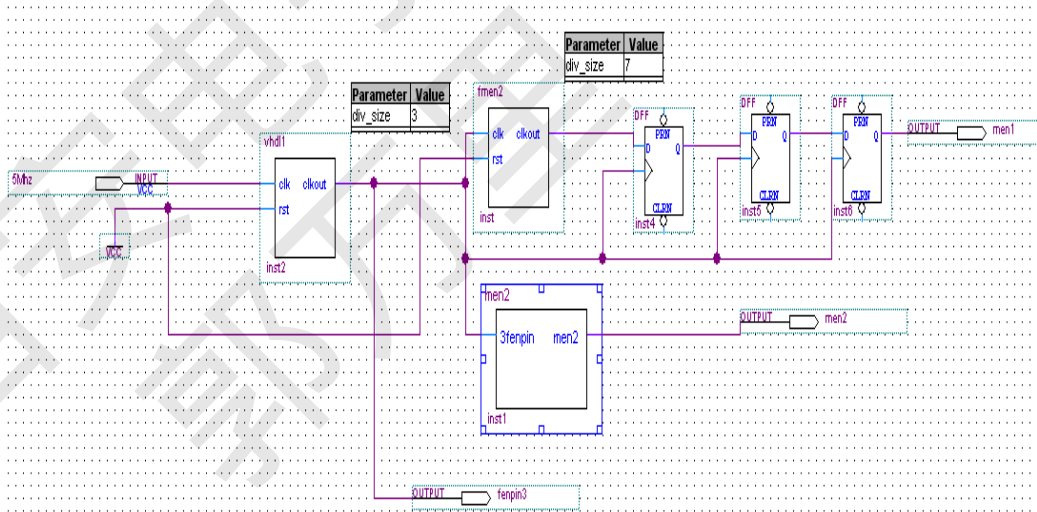 Parameter Value
div_size 7
Parameter Value
div_size 3
fmen2
clk clkout
rst
inst
vhdl1
clk clkout
rst
inst2
5Mhz INPUT
VCC
VCC
DFF
PRN
D Q
CLRN
inst4
DFF
PRN
D Q
CLRN
inst5
DFF
PRN
D Q
CLRN
inst6
OUTPUT men1
men2
3fenpin men2
inst1
OUTPUT men2
OUTPUT fenpin3